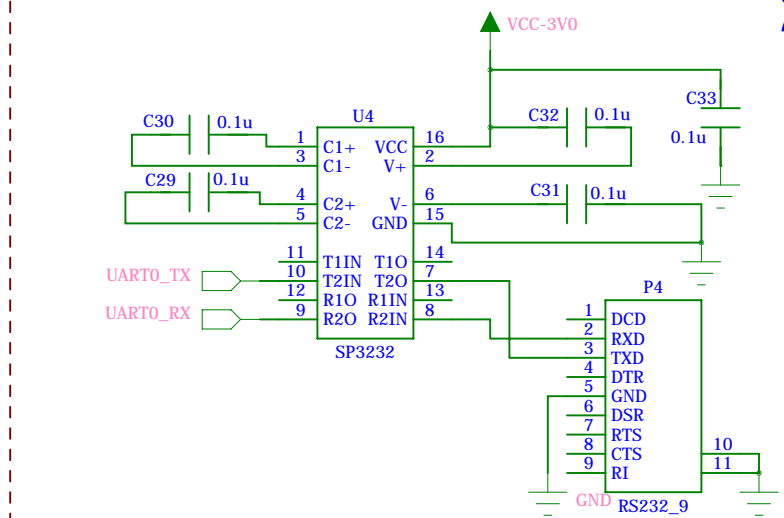 VCC-3V0
C33
0.1u
C30
0.1u
U4
C32
0.1u
1
C1+
VCC
16
3
C1-
V+
2
C29
0.1u
C31
0.1u
4
C2+
V-
6
5
C2-
GND
15
11
T1IN
T1O
14
UART0_TX
10
T2IN
T2O
7
12
R1O
R1IN
13
UART0_RX
9
R2O
R2IN
8
SP3232
P4
1
DCD
2
RXD
3
TXD
4
DTR
5
GND
6
DSR
7
RTS
8
CTS
10
9
RI
11
GND
RS232_9